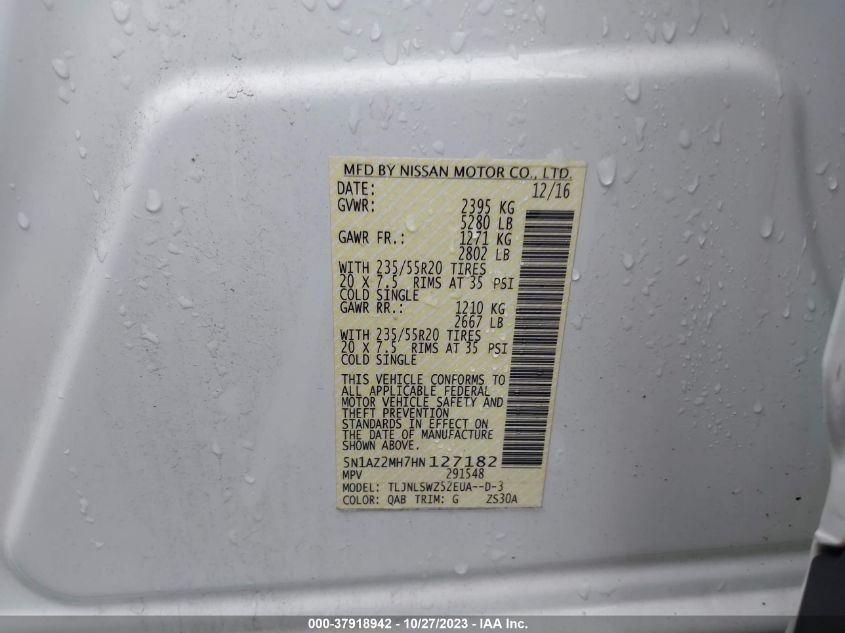 MFD BY NISSAN MOTOR CO., LTD.
DATE: 12/16
GVWR: 2395 KG
5280 LB
GAWR FR.: 1271 KG
2802 LB
WITH 235/55R20 TIRES
20 X 7.5 RIMS AT 35 PSI
COLD SINGLE
GAWR RR.: 1210 KG
2667 LB
WITH 235/55R20 TIRES
20 X 7.5 RIMS AT 35 PSI
COLD SINGLE
THIS VEHICLE CONFORMS TO
ALL APPLICABLE FEDERAL
MOTOR VEHICLE SAFETY AND
THEFT PREVENTION
STANDARDS IN EFFECT ON
THE DATE OF MANUFACTURE
SHOWN ABOVE.
5N1AZ2MH7HN127182
MPV 291548
MODEL: TLJNLSWZ52EUA--D-3
COLOR: QAB TRIM: G ZS30A
000-37918942 - 10/27/2023 - IAA Inc.